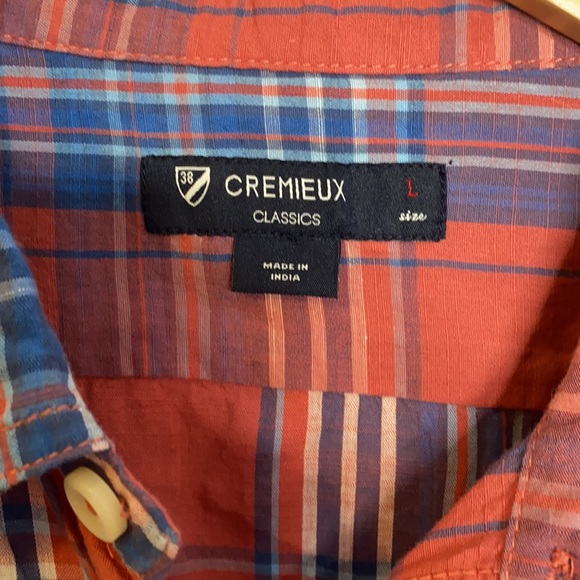 38
CREMIEUX
CLASSICS
L
size
MADE IN
INDIA